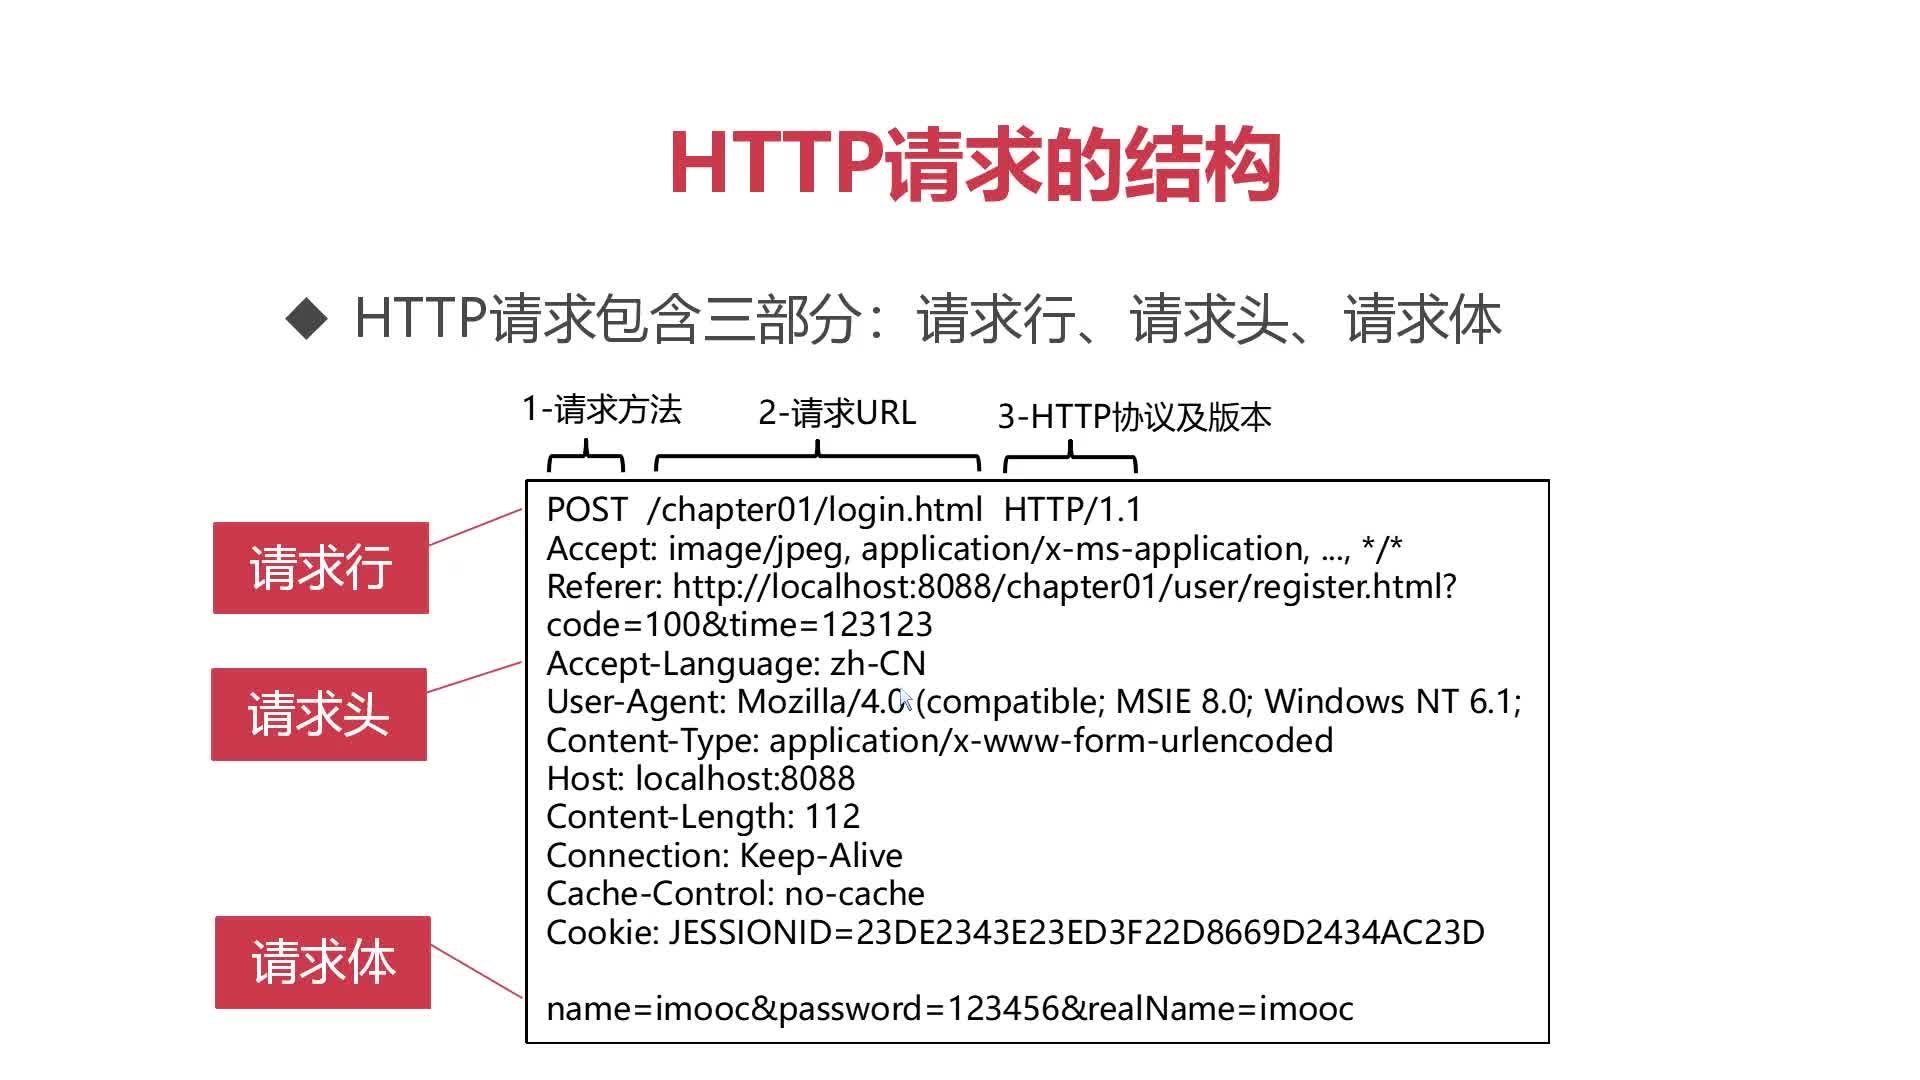 HTTP请求的结构
◆ HTTP请求包含三部分：请求行、请求头、请求体
1-请求方法 2-请求URL 3-HTTP协议及版本
请求行
请求头
请求体
POST /chapter01/login.html HTTP/1.1
Accept: image/jpeg, application/x-ms-application, ..., */*
Referer: http://localhost:8088/chapter01/user/register.html?
code=100&time=123123
Accept-Language: zh-CN
User-Agent: Mozilla/4.0 (compatible; MSIE 8.0; Windows NT 6.1;
Content-Type: application/x-www-form-urlencoded
Host: localhost:8088
Content-Length: 112
Connection: Keep-Alive
Cache-Control: no-cache
Cookie: JESSIONID=23DE2343E23ED3F22D8669D2434AC23D
name=imooc&password=123456&realName=imooc